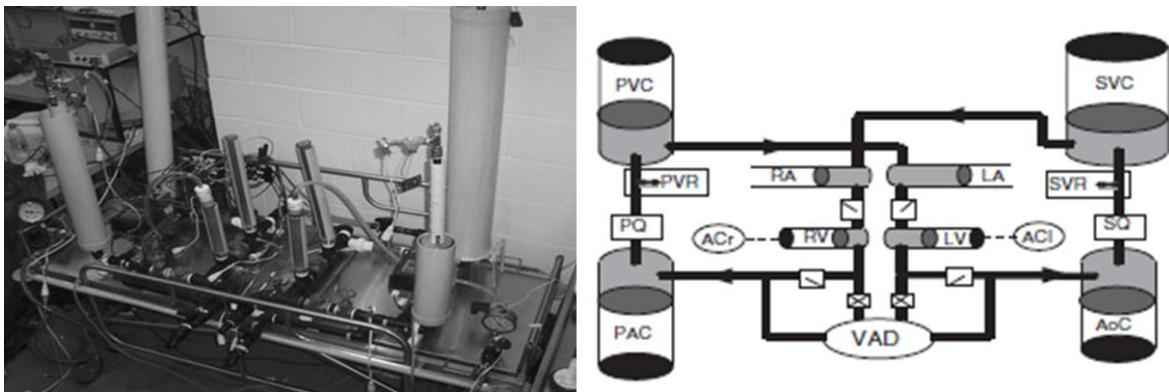 PVC
SVC
RA
LA
PVR
SVR
PQ
SQ
ACr
RV
LV
ACl
PAC
AoC
VAD